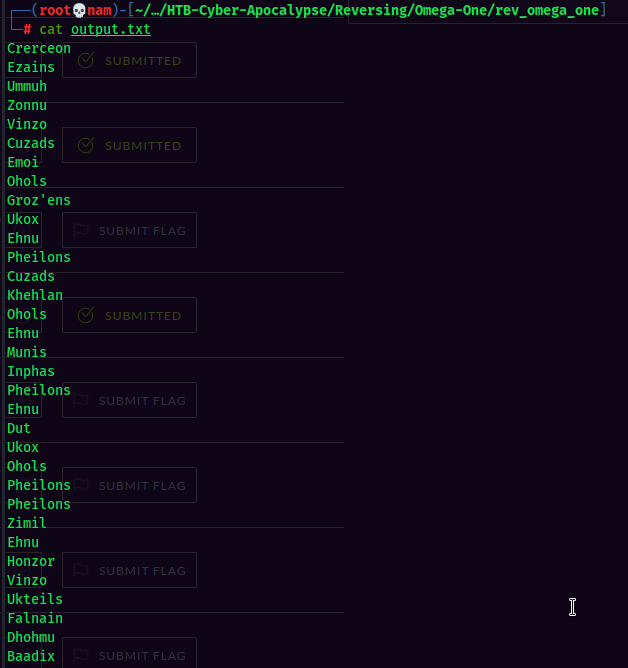 (root💀nam)-[~/…/HTB-Cyber-Apocalypse/Reversing/Omega-One/rev_omega_one]
# cat output.txt
Crerceon
Ezains
SUBMITTED
Ummuh
Zonnu
Vinzo
Cuzads
SUBMITTED
Emoi
Ohols
Groz'ens
Ukox
SUBMIT FLAG
Ehnu
Pheilons
Cuzads
Khehlan
Ohols
SUBMITTED
Ehnu
Munis
Inphas
Pheilons
SUBMIT FLAG
Ehnu
Dut
Ukox
Ohols
Pheilons
SUBMIT FLAG
Pheilons
Zimil
Ehnu
Honzor
SUBMIT FLAG
Vinzo
Ukteils
Falnain
Dhohmu
Baadix
SUBMIT FLAG